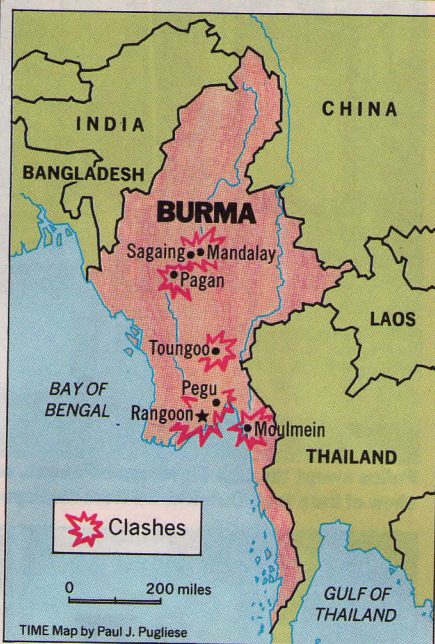 CHINA
INDIA
BANGLADESH
BURMA
Sagaing
Mandalay
Pagan
LAOS
Toungoo
BAY OF
BENGAL
Pegu
Rangoon
Moulmein
THAILAND
Clashes
0 200 miles
GULF OF
THAILAND
TIME Map by Paul J. Pugliese